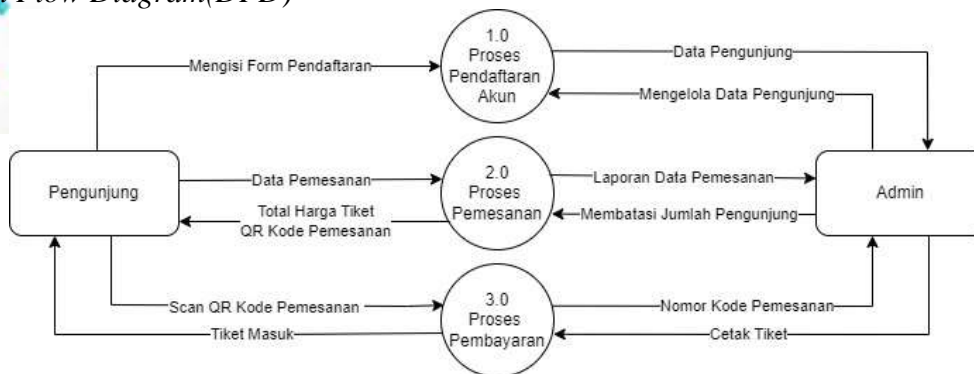 Flow Diagram(DFD)
1.0
Proses
Pendaftaran
Akun
Mengisi Form Pendaftaran
Data Pengunjung
Mengelola Data Pengunjung
Pengunjung
Data Pemesanan
Total Harga Tiket
QR Kode Pemesanan
2.0
Proses
Pemesanan
Laporan Data Pemesanan
Membatasi Jumlah Pengunjung
Admin
Scan QR Kode Pemesanan
Tiket Masuk
3.0
Proses
Pembayaran
Nomor Kode Pemesanan
Cetak Tiket